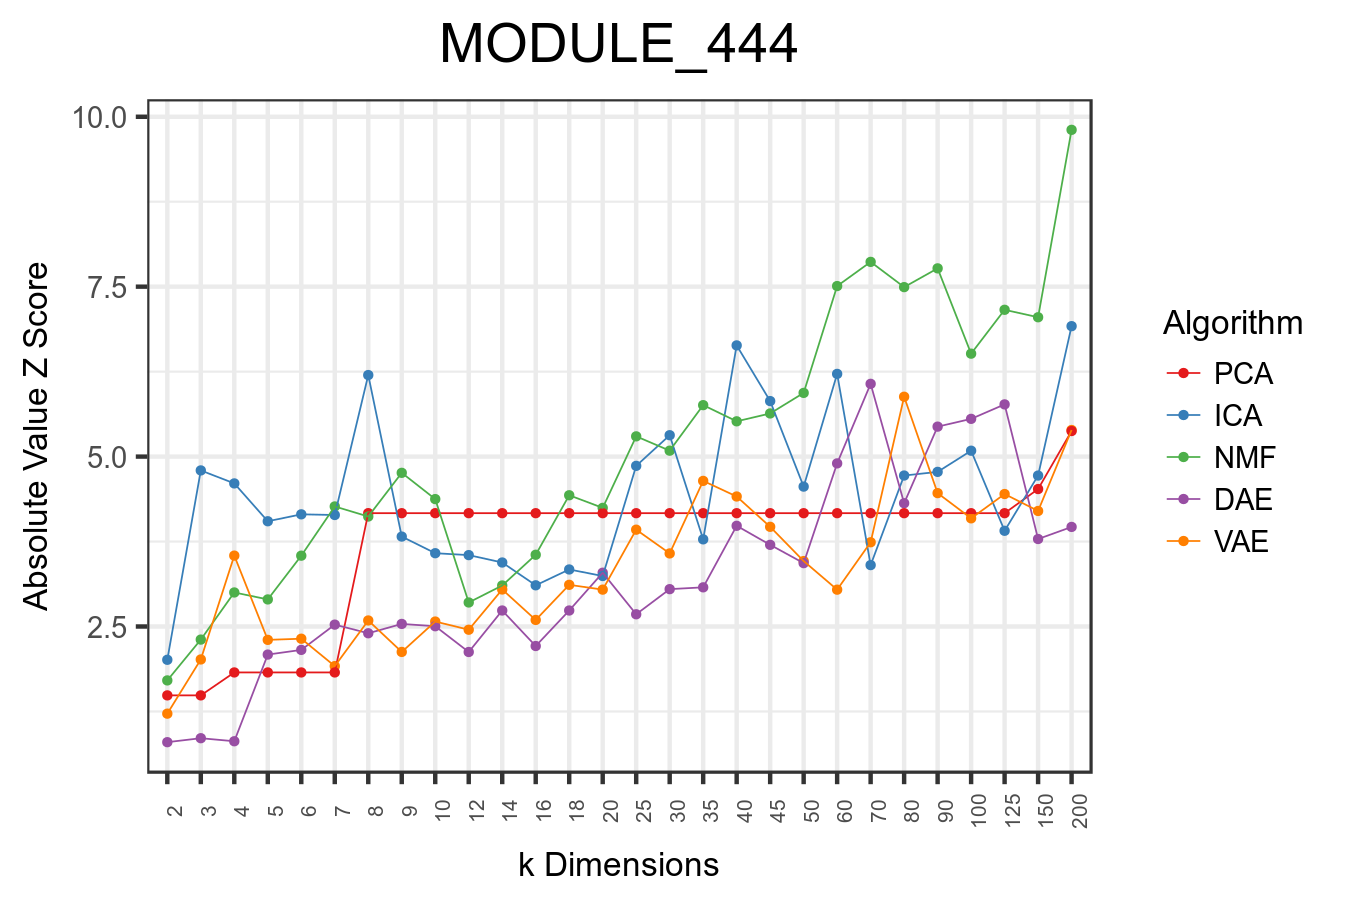 MODULE_444
10.0
7.5
5.0
2.5
Absolute Value Z Score
2 3 4 5 6 7 8 9 10 12 14 16 18 20 25 30 35 40 45 50 60 70 80 90 100 125 150 200
k Dimensions
Algorithm
PCA
ICA
NMF
DAE
VAE